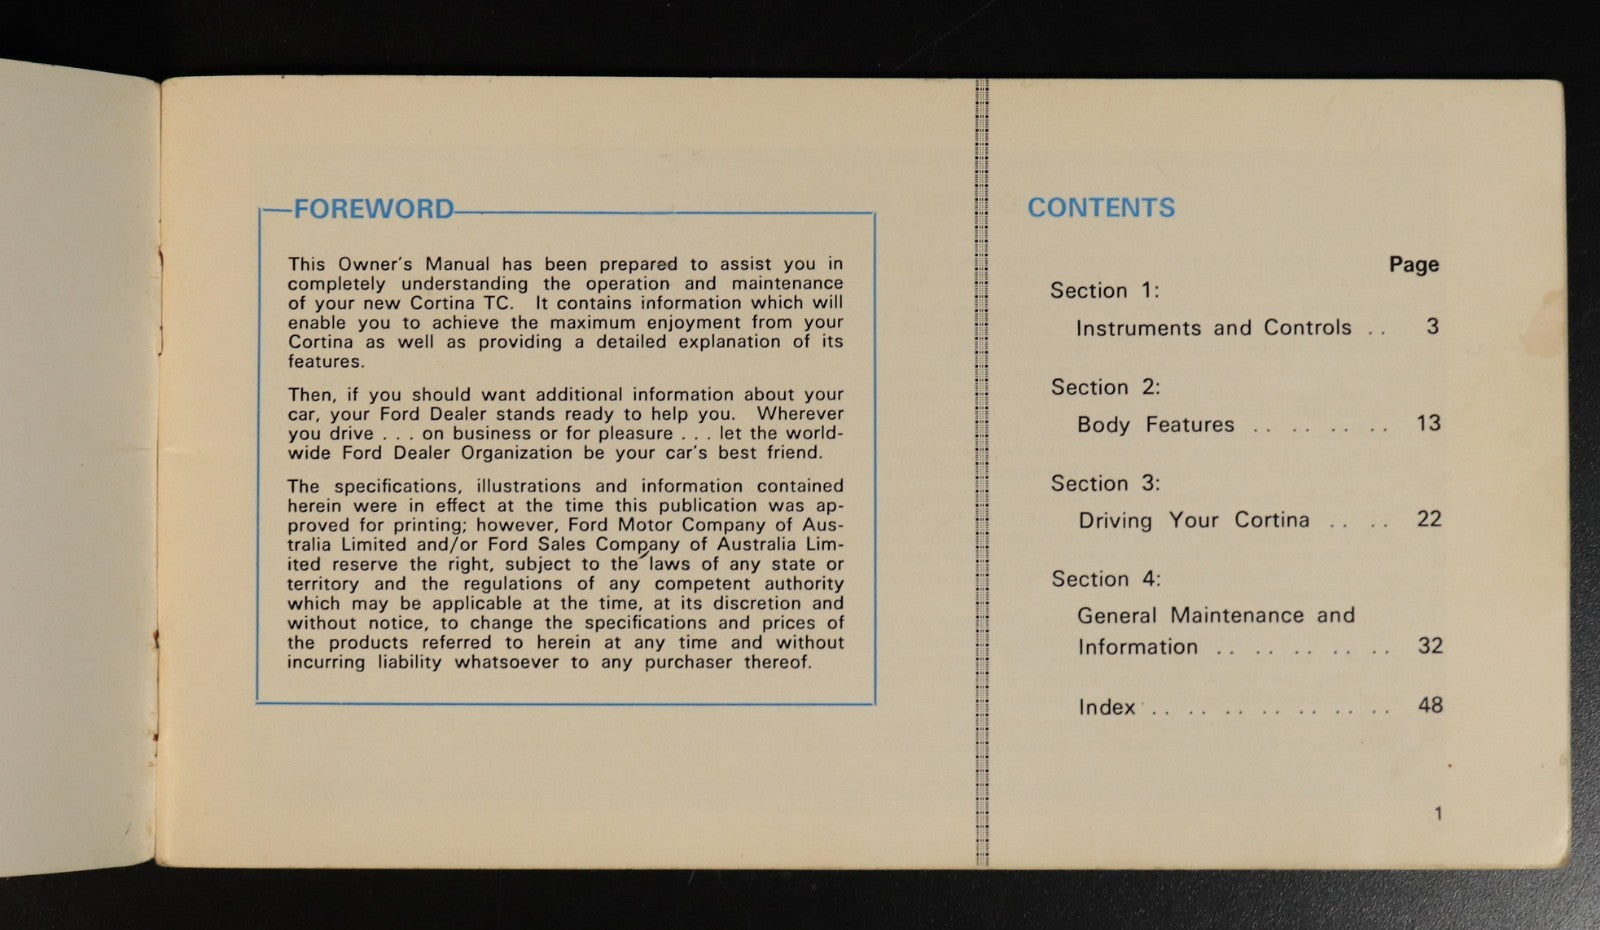 FOREWORD
This Owner's Manual has been prepared to assist you in
completely understanding the operation and maintenance
of your new Cortina TC. It contains information which will
enable you to achieve the maximum enjoyment from your
Cortina as well as providing a detailed explanation of its
features.
Then, if you should want additional information about your
car, your Ford Dealer stands ready to help you. Wherever
you drive . . . on business or for pleasure . . . let the world-
wide Ford Dealer Organization be your car's best friend.
The specifications, illustrations and information contained
herein were in effect at the time this publication was ap-
proved for printing; however, Ford Motor Company of Aus-
tralia Limited and/or Ford Sales Company of Australia Lim-
ited reserve the right, subject to the laws of any state or
territory and the regulations of any competent authority
which may be applicable at the time, at its discretion and
without notice, to change the specifications and prices of
the products referred to herein at any time and without
incurring liability whatsoever to any purchaser thereof.
CONTENTS
Page
Section 1:
Instruments and Controls .. 3
Section 2:
Body Features .. .. .. .. 13
Section 3:
Driving Your Cortina .. .. 22
Section 4:
General Maintenance and
Information .. .. .. .. .. 32
Index .. .. .. .. .. .. .. 48
1